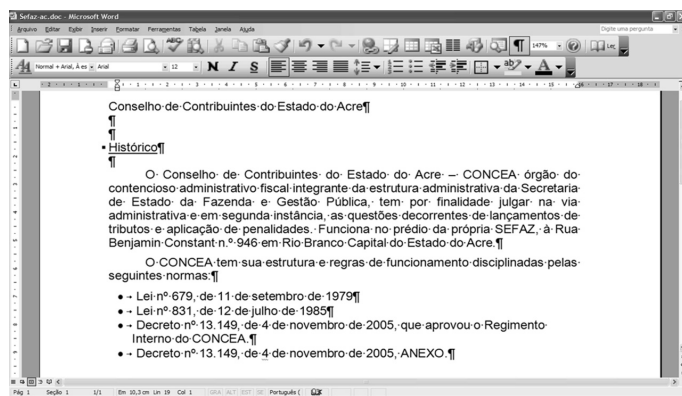 Sefaz-ac.doc - Microsoft Word
Arquivo Editar Exibir Inserir Formatar Ferramentas Tabela Janela Ajuda Digite uma pergunta
147% Ler
Normal + Arial, À es Arial 12 N I S
Conselho·de·Contribuintes·do·Estado·do·Acre¶
¶
¶
Histórico¶
¶
O· Conselho· de· Contribuintes· do· Estado· do· Acre· –· CONCEA· órgão· do·
contencioso·administrativo·fiscal·integrante·da·estrutura·administrativa·da·Secretaria·
de· Estado· da· Fazenda· e· Gestão· Pública,· tem· por· finalidade· julgar· na· via·
administrativa·e·em·segunda·instância,·as·questões·decorrentes·de·lançamentos·de·
tributos·e·aplicação·de·penalidades.·Funciona·no·prédio·da·própria·SEFAZ,·à·Rua·
Benjamin·Constant·n.º·946·em·Rio·Branco·Capital·do·Estado·do·Acre.¶
O·CONCEA·tem·sua·estrutura·e·regras·de·funcionamento·disciplinadas·pelas·
seguintes·normas:¶
● → Lei·nº·679,·de·11·de·setembro·de·1979¶
● → Lei·nº·831,·de·12·de·julho·de·1985¶
● → Decreto·nº·13.149,·de·4·de·novembro·de·2005,·que·aprovou·o·Regimento·
Interno·do·CONCEA.¶
● → Decreto·nº·13.149,·de·4·de·novembro·de·2005,·ANEXO.¶
Pág 1 Seção 1 1/1 Em 10,3 cm Lin 19 Col 1 GRA ALT EST SE Português (